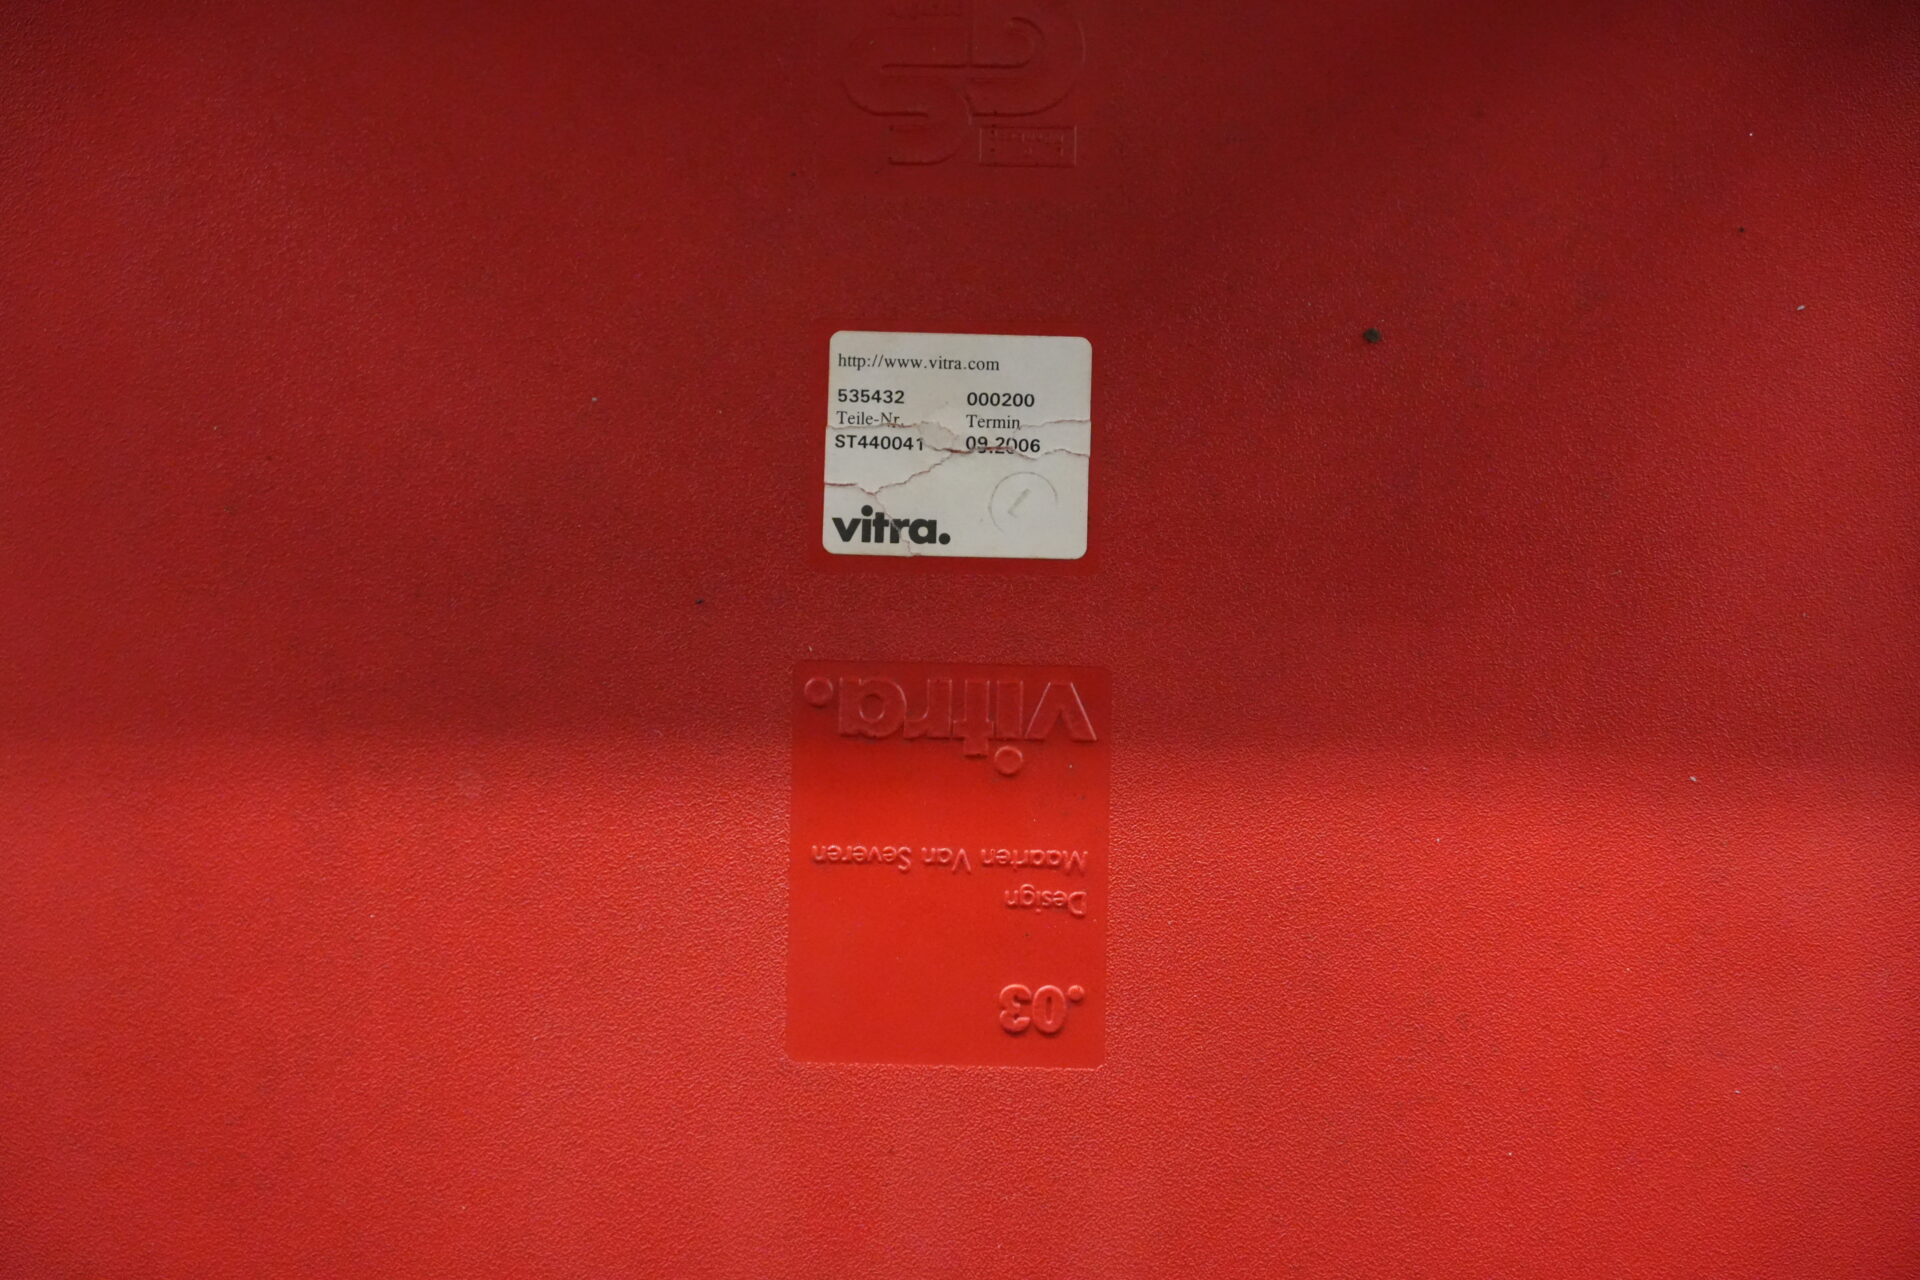 http://www.vitra.com
535432 000200
Teile-Nr. Termin
ST440041 09.2006
vitra.
vitra.
Design
Maarten Van Severen
.03